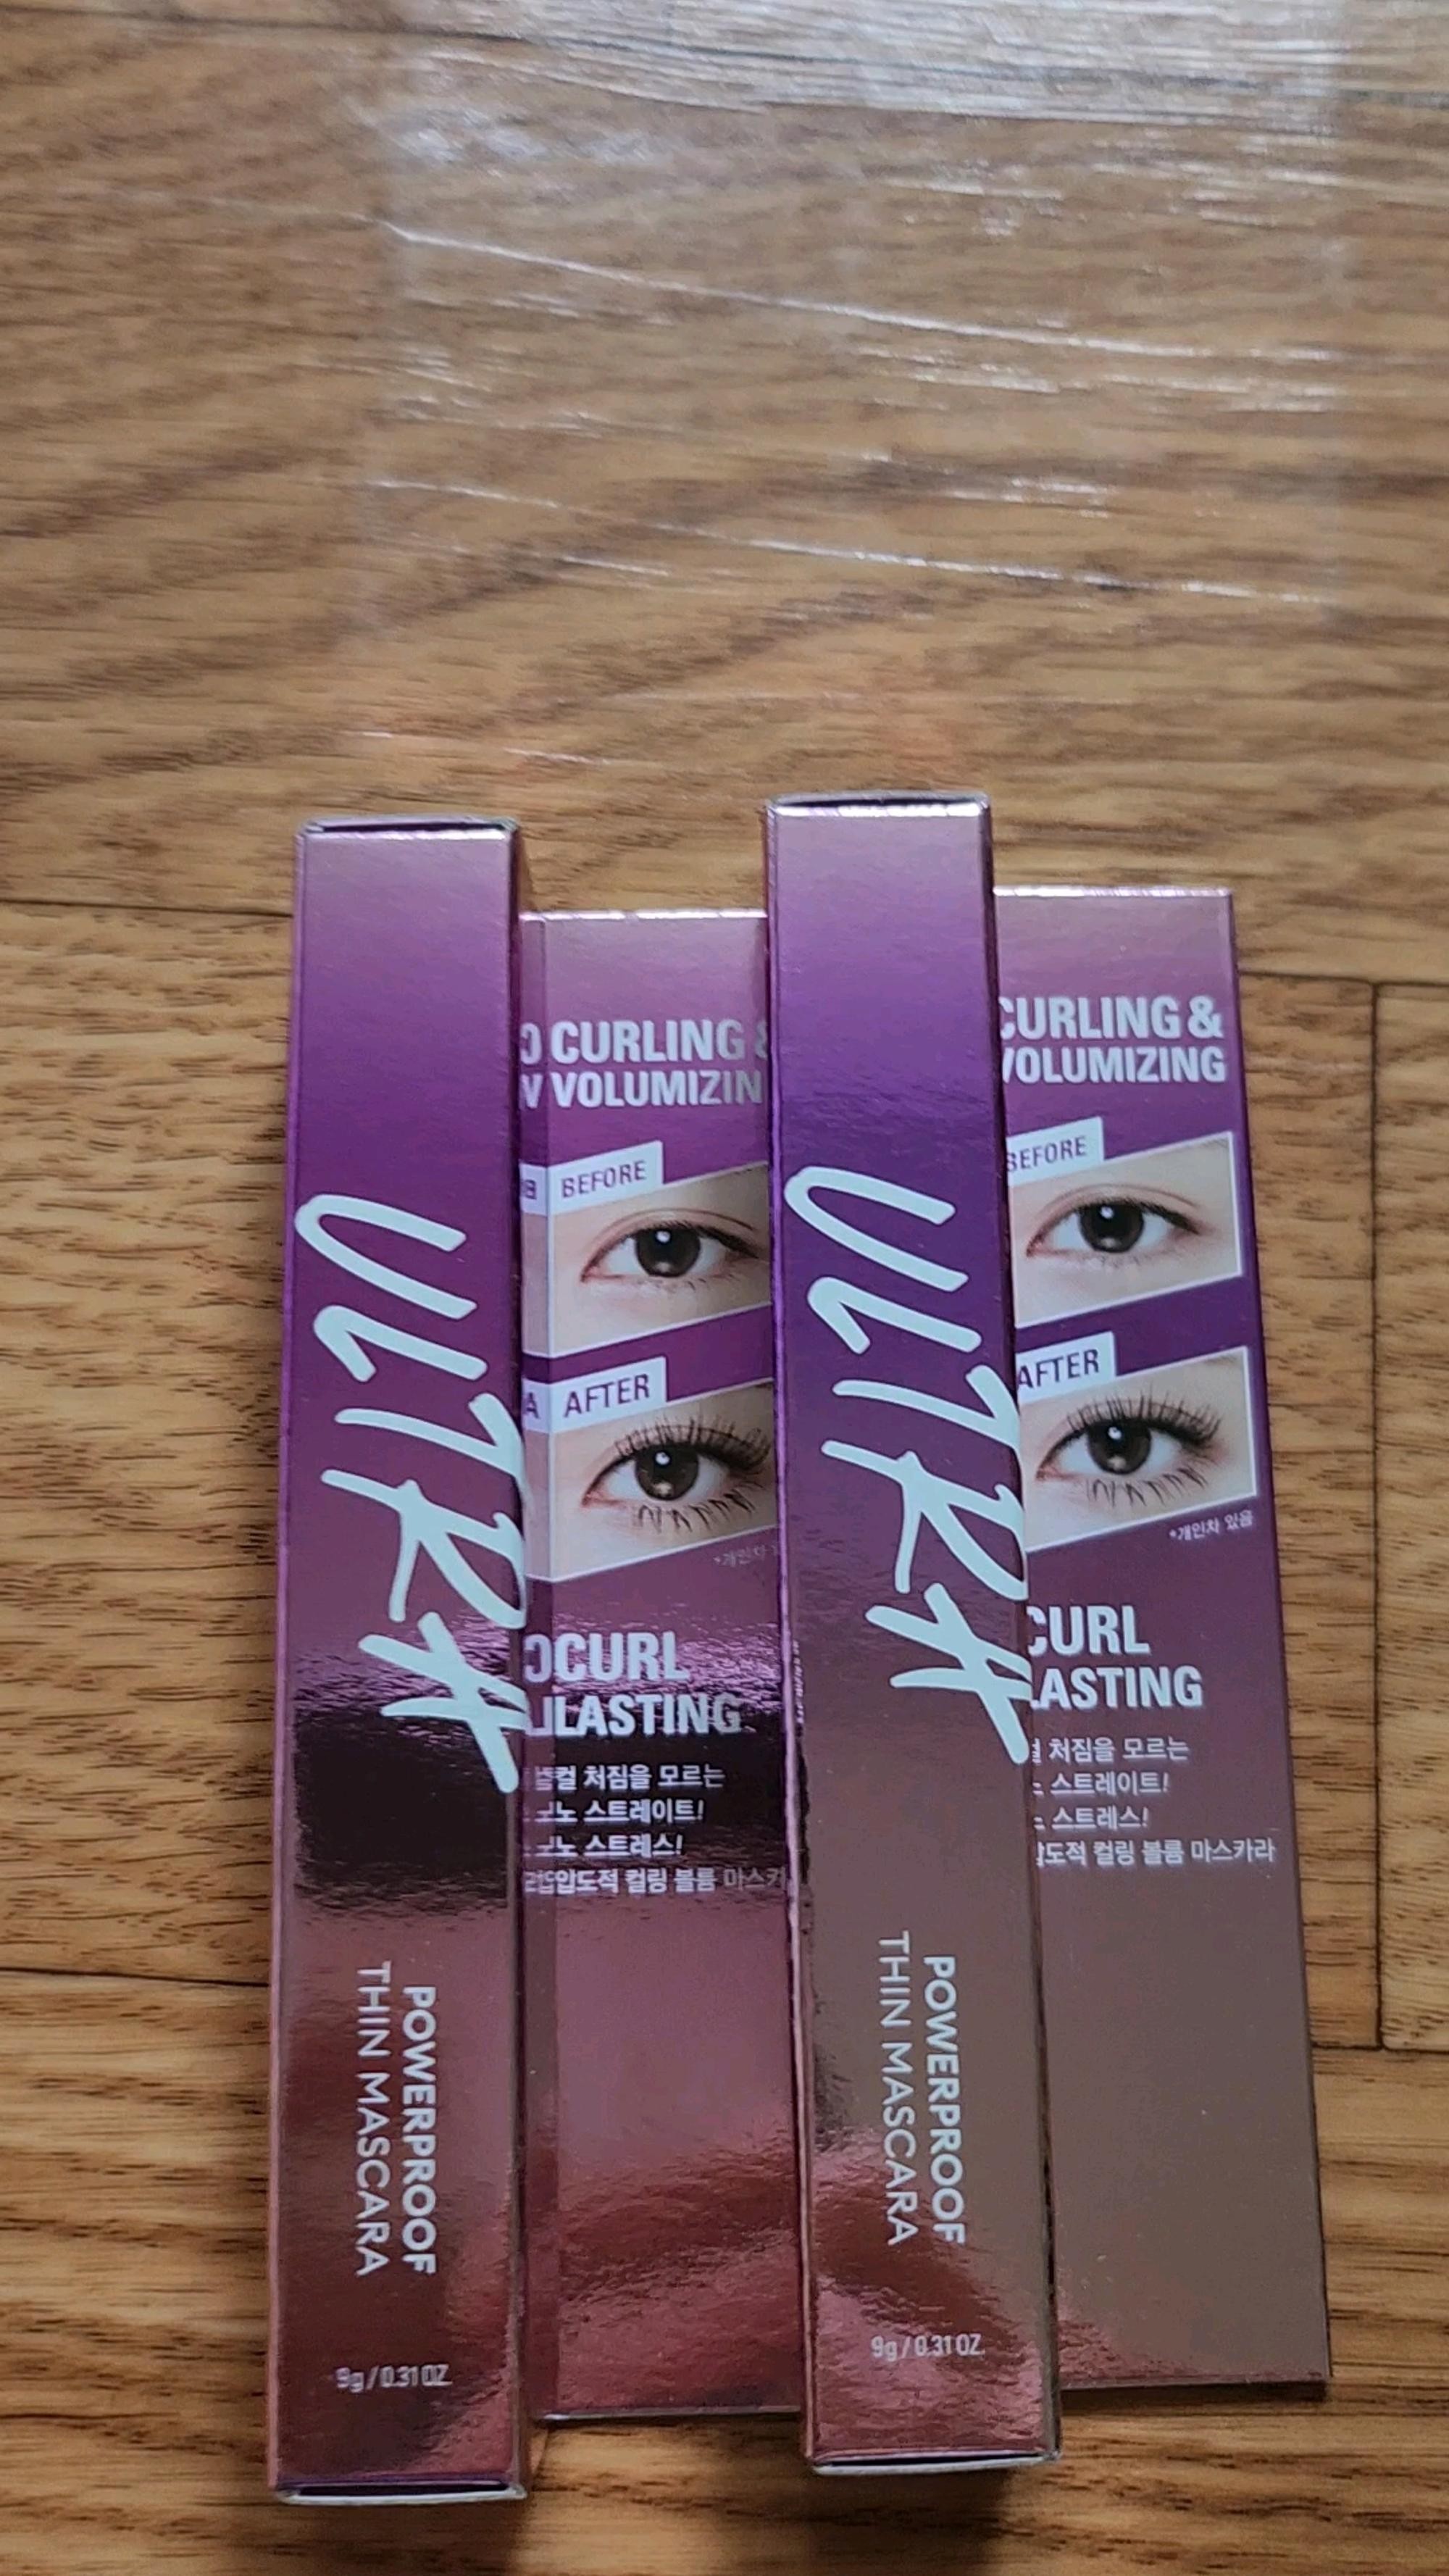 ULTRA
POWERPROOF
THIN MASCARA
9g / 0.31 OZ.
CURLING &
VOLUMIZIN
BEFORE
AFTER
*개인차
CURL
LASTING
컬 처짐을 모르는
노 스트레이트!
노 스트레스!
압도적 컬링 볼륨 마스카
ULTRA
POWERPROOF
THIN MASCARA
9g / 0.31 OZ.
CURLING &
VOLUMIZING
BEFORE
AFTER
*개인차 있음
CURL
LASTING
처짐을 모르는
스트레이트!
스트레스!
압도적 컬링 볼륨 마스카라